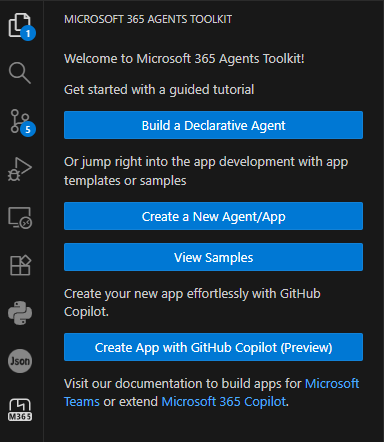 MICROSOFT 365 AGENTS TOOLKIT
1
Welcome to Microsoft 365 Agents Toolkit!
Get started with a guided tutorial
5
Build a Declarative Agent
Or jump right into the app development with app
templates or samples
Create a New Agent/App
View Samples
Create your new app effortlessly with GitHub
Copilot.
Create App with GitHub Copilot (Preview)
Json
Visit our documentation to build apps for Microsoft
Teams or extend Microsoft 365 Copilot.
M365